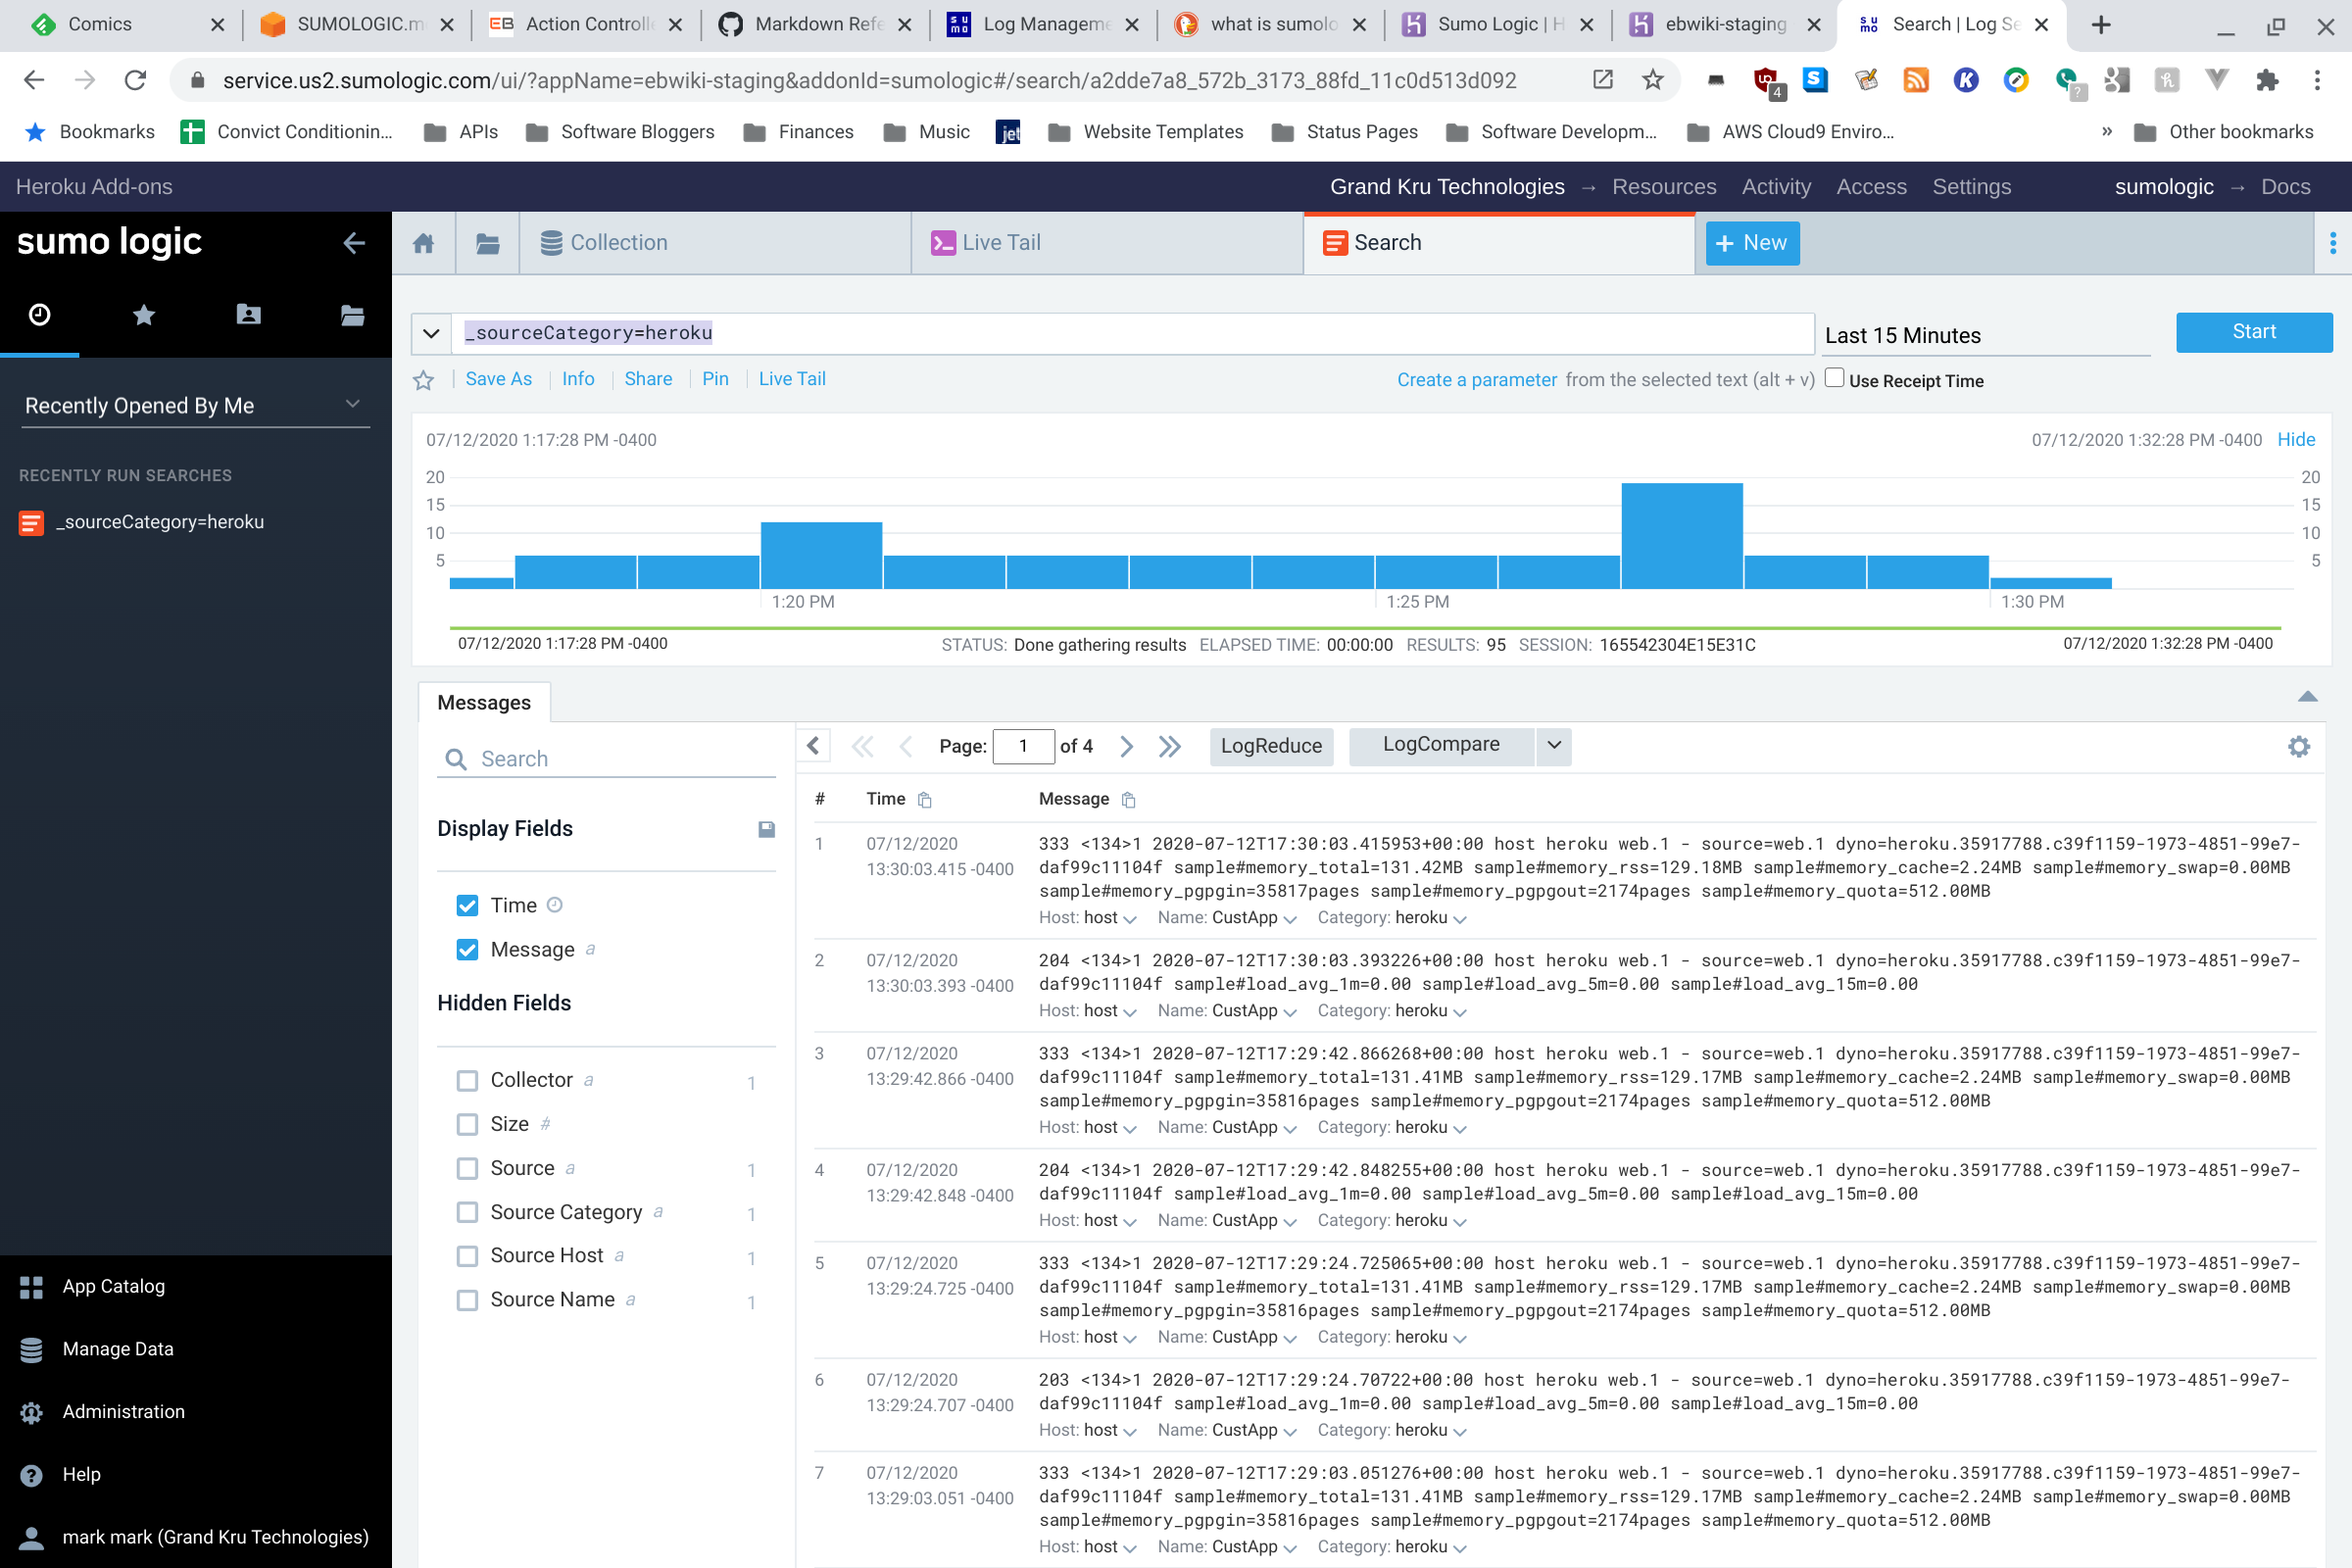 Comics
SUMOLOGIC.m
EB Action Controll
Markdown Refe
SUMO Log Managem
what is sumolo
Sumo Logic | H
ebwiki-staging
sumo Search | Log Se
service.us2.sumologic.com/ui/?appName=ebwiki-staging&addonId=sumologic#/search/a2dde7a8_572b_3173_88fd_11c0d513d092
4
?
Bookmarks
Convict Conditionin...
APIs
Software Bloggers
Finances
Music
jet
Website Templates
Status Pages
Software Developm...
AWS Cloud9 Enviro...
» Other bookmarks
Heroku Add-ons
Grand Kru Technologies → Resources Activity Access Settings sumologic → Docs
sumo logic
Collection
Live Tail
Search
+ New
_sourceCategory=heroku
Last 15 Minutes
Start
Save As | Info | Share | Pin | Live Tail
Create a parameter from the selected text (alt + v)
Use Receipt Time
Recently Opened By Me
RECENTLY RUN SEARCHES
_sourceCategory=heroku
07/12/2020 1:17:28 PM -0400
07/12/2020 1:32:28 PM -0400 Hide
20 20
15 15
10 10
5 5
1:20 PM 1:25 PM 1:30 PM
07/12/2020 1:17:28 PM -0400
STATUS: Done gathering results ELAPSED TIME: 00:00:00 RESULTS: 95 SESSION: 165542304E15E31C
07/12/2020 1:32:28 PM -0400
Messages
Search
Display Fields
Time
Message a
Hidden Fields
Collector a 1
Size #
Source a 1
Source Category a 1
Source Host a 1
Source Name a 1
Page: 1 of 4
LogReduce
LogCompare
# Time Message
1 07/12/2020 13:30:03.415 -0400
333 <134>1 2020-07-12T17:30:03.415953+00:00 host heroku web.1 - source=web.1 dyno=heroku.35917788.c39f1159-1973-4851-99e7-
daf99c11104f sample#memory_total=131.42MB sample#memory_rss=129.18MB sample#memory_cache=2.24MB sample#memory_swap=0.00MB
sample#memory_pgpgin=35817pages sample#memory_pgpgout=2174pages sample#memory_quota=512.00MB
Host: host Name: CustApp Category: heroku
2 07/12/2020 13:30:03.393 -0400
204 <134>1 2020-07-12T17:30:03.393226+00:00 host heroku web.1 - source=web.1 dyno=heroku.35917788.c39f1159-1973-4851-99e7-
daf99c11104f sample#load_avg_1m=0.00 sample#load_avg_5m=0.00 sample#load_avg_15m=0.00
Host: host Name: CustApp Category: heroku
3 07/12/2020 13:29:42.866 -0400
333 <134>1 2020-07-12T17:29:42.866268+00:00 host heroku web.1 - source=web.1 dyno=heroku.35917788.c39f1159-1973-4851-99e7-
daf99c11104f sample#memory_total=131.41MB sample#memory_rss=129.17MB sample#memory_cache=2.24MB sample#memory_swap=0.00MB
sample#memory_pgpgin=35816pages sample#memory_pgpgout=2174pages sample#memory_quota=512.00MB
Host: host Name: CustApp Category: heroku
4 07/12/2020 13:29:42.848 -0400
204 <134>1 2020-07-12T17:29:42.848255+00:00 host heroku web.1 - source=web.1 dyno=heroku.35917788.c39f1159-1973-4851-99e7-
daf99c11104f sample#load_avg_1m=0.00 sample#load_avg_5m=0.00 sample#load_avg_15m=0.00
Host: host Name: CustApp Category: heroku
5 07/12/2020 13:29:24.725 -0400
333 <134>1 2020-07-12T17:29:24.725065+00:00 host heroku web.1 - source=web.1 dyno=heroku.35917788.c39f1159-1973-4851-99e7-
daf99c11104f sample#memory_total=131.41MB sample#memory_rss=129.17MB sample#memory_cache=2.24MB sample#memory_swap=0.00MB
sample#memory_pgpgin=35816pages sample#memory_pgpgout=2174pages sample#memory_quota=512.00MB
Host: host Name: CustApp Category: heroku
6 07/12/2020 13:29:24.707 -0400
203 <134>1 2020-07-12T17:29:24.70722+00:00 host heroku web.1 - source=web.1 dyno=heroku.35917788.c39f1159-1973-4851-99e7-
daf99c11104f sample#load_avg_1m=0.00 sample#load_avg_5m=0.00 sample#load_avg_15m=0.00
Host: host Name: CustApp Category: heroku
7 07/12/2020 13:29:03.051 -0400
333 <134>1 2020-07-12T17:29:03.051276+00:00 host heroku web.1 - source=web.1 dyno=heroku.35917788.c39f1159-1973-4851-99e7-
daf99c11104f sample#memory_total=131.41MB sample#memory_rss=129.17MB sample#memory_cache=2.24MB sample#memory_swap=0.00MB
sample#memory_pgpgin=35816pages sample#memory_pgpgout=2174pages sample#memory_quota=512.00MB
Host: host Name: CustApp Category: heroku
App Catalog
Manage Data
Administration
Help
mark mark (Grand Kru Technologies)